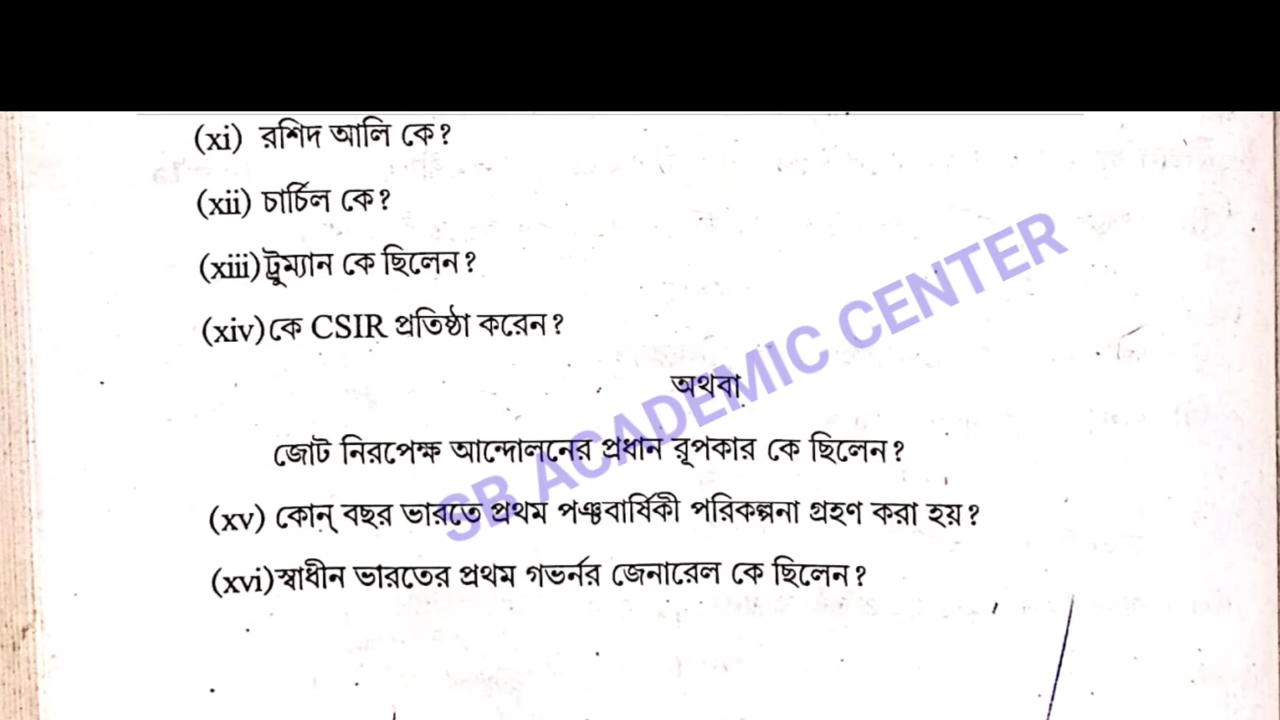 (xi) রশিদ আলি কে?
(xii) চার্চিল কে?
(xiii) ট্রুম্যান কে ছিলেন?
(xiv) কে CSIR প্রতিষ্ঠা করেন?
অথবা
জোট নিরপেক্ষ আন্দোলনের প্রধান রূপকার কে ছিলেন?
(xv) কোন্ বছর ভারতে প্রথম পঞ্চবার্ষিকী পরিকল্পনা গ্রহণ করা হয়?
(xvi) স্বাধীন ভারতের প্রথম গভর্নর জেনারেল কে ছিলেন?
SB ACADEMIC CENTER